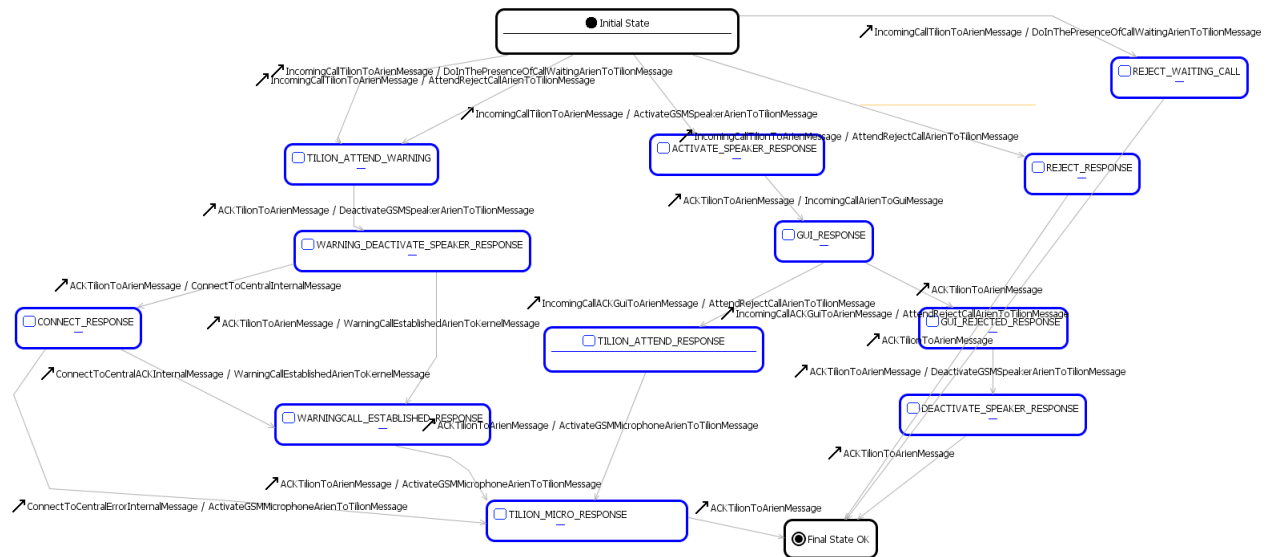 Initial State
IncomingCallTilionToArienMessage / DoInThePresenceOfCallWaitingArienToTilionMessage
REJECT_WAITING_CALL
IncomingCallTilionToArienMessage / DoInThePresenceOfCallWaitingArienToTilionMessage
IncomingCallTilionToArienMessage / AttendRejectCallArienToTilionMessage
IncomingCallTilionToArienMessage / ActivateGSMSpeakerArienToTilionMessage
IncomingCallTilionToArienMessage / AttendRejectCallArienToTilionMessage
TILION_ATTEND_WARNING
ACTIVATE_SPEAKER_RESPONSE
REJECT_RESPONSE
ACKTilionToArienMessage / DeactivateGSMSpeakerArienToTilionMessage
ACKTilionToArienMessage / IncomingCallArienToGuiMessage
WARNING_DEACTIVATE_SPEAKER_RESPONSE
GUI_RESPONSE
ACKTilionToArienMessage / ConnectToCentralInternalMessage
ACKTilionToArienMessage
IncomingCallACKGuiToArienMessage / AttendRejectCallArienToTilionMessage
IncomingCallACKGuiToArienMessage / AttendRejectCallArienToTilionMessage
CONNECT_RESPONSE
ACKTilionToArienMessage / WarningCallEstablishedArienToKernelMessage
GUI_REJECTED_RESPONSE
TILION_ATTEND_RESPONSE
ACKTilionToArienMessage
ConnectToCentralACKInternalMessage / WarningCallEstablishedArienToKernelMessage
ACKTilionToArienMessage / DeactivateGSMSpeakerArienToTilionMessage
WARNINGCALL_ESTABLISHED_RESPONSE
DEACTIVATE_SPEAKER_RESPONSE
ACKTilionToArienMessage / ActivateGSMMicrophoneArienToTilionMessage
ACKTilionToArienMessage
ACKTilionToArienMessage / ActivateGSMMicrophoneArienToTilionMessage
ConnectToCentralErrorInternalMessage / ActivateGSMMicrophoneArienToTilionMessage
TILION_MICRO_RESPONSE
ACKTilionToArienMessage
Final State OK